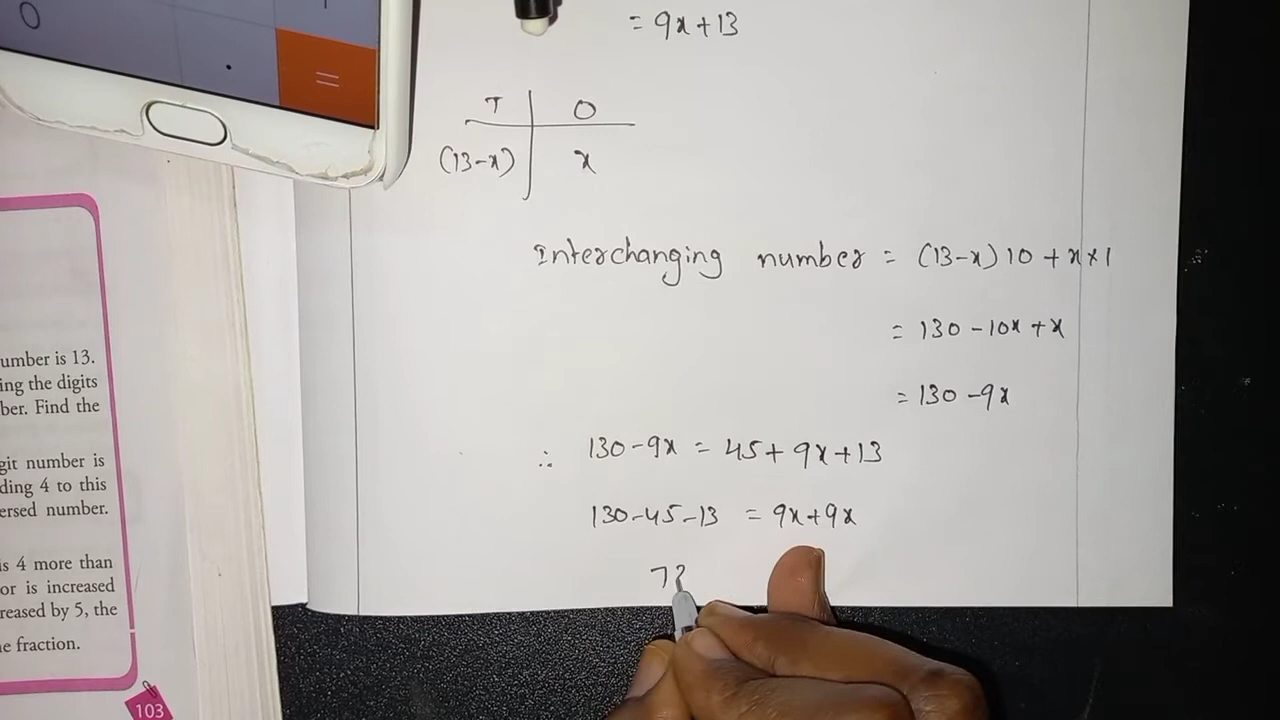 = 9x+13
T O
(13-x) x
Interchanging number = (13-x)10 + x×1
= 130-10x+x
= 130-9x
∴ 130-9x = 45+9x+13
130-45-13 = 9x+9x
72
0
.
=
umber is 13.
ing the digits
ber. Find the
git number is
ding 4 to this
ersed number.
is 4 more than
or is increased
reased by 5, the
e fraction.
103